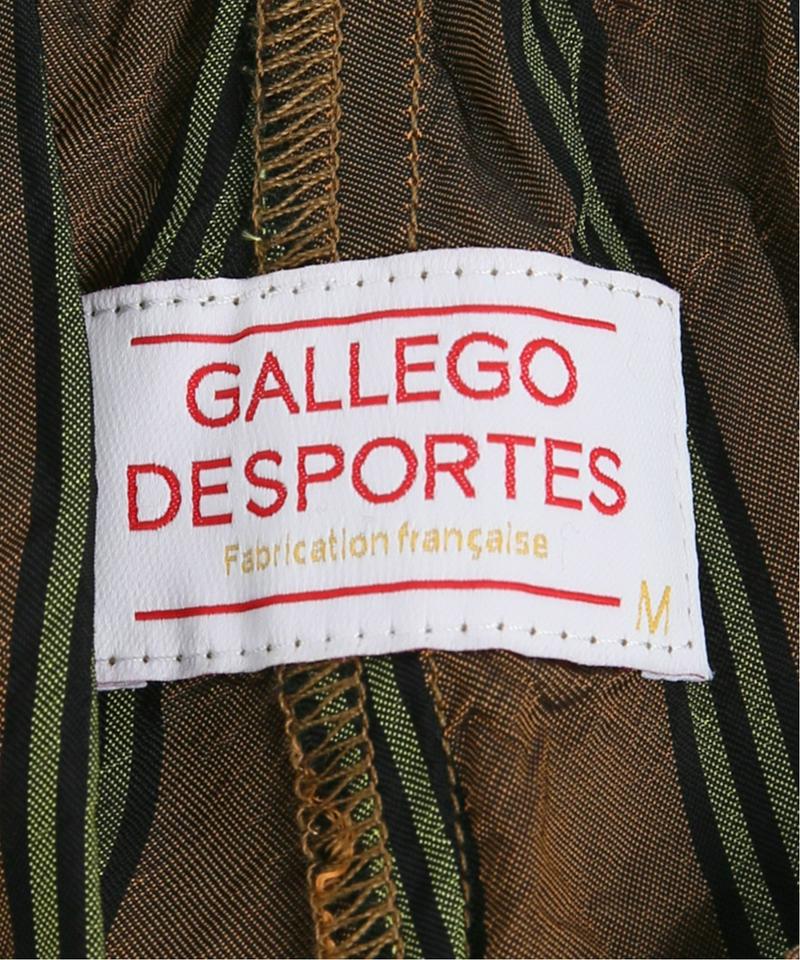 GALLEGO
DESPORTES
Fabrication française
M